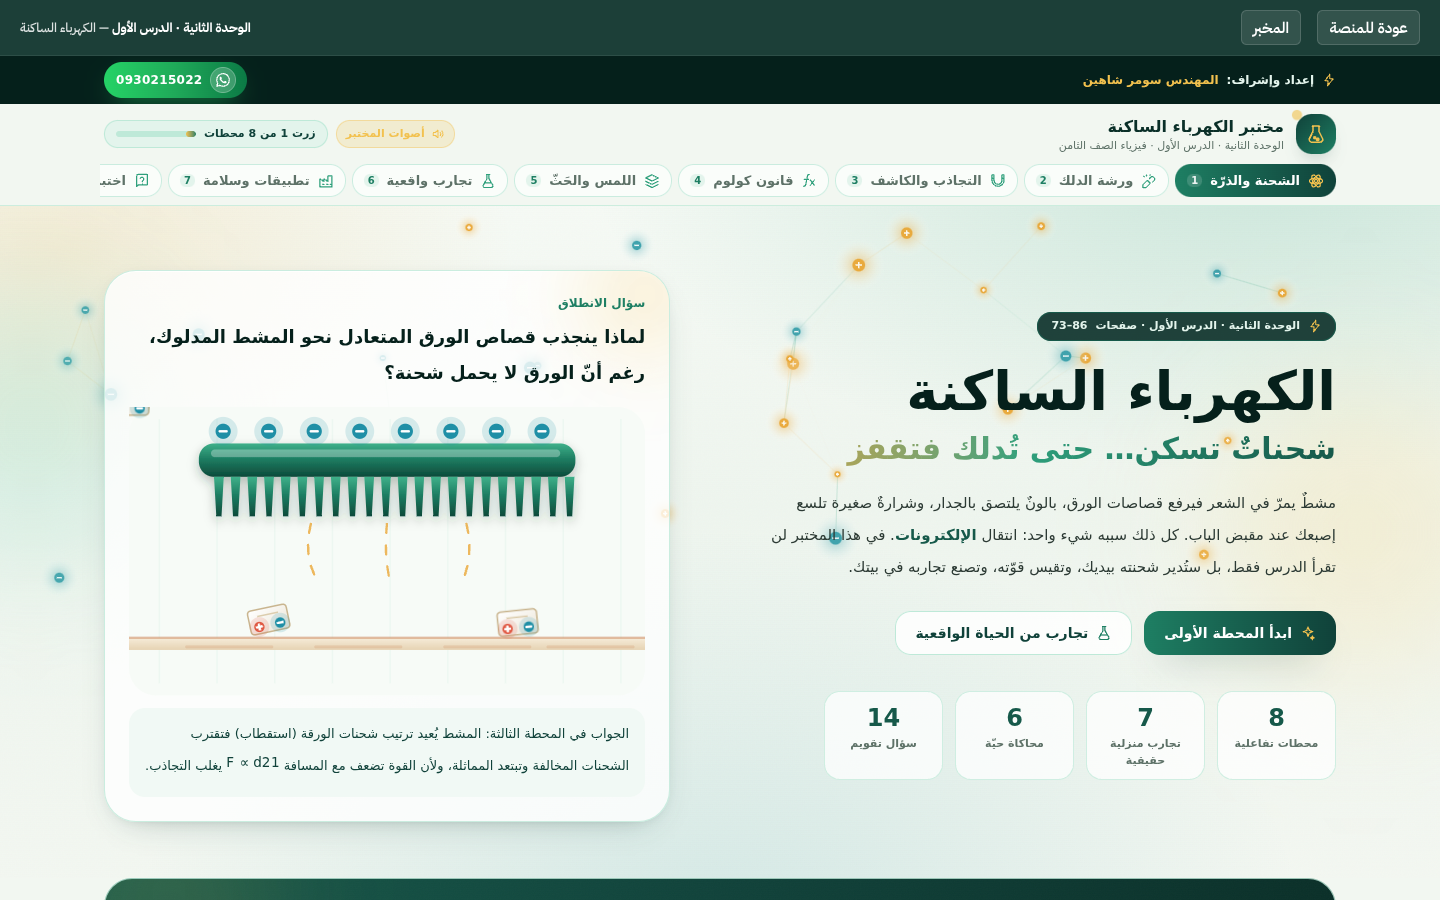 عودة للمنصة
المخبر
الوحدة الثانية · الدرس الأول — الكهرباء الساكنة
إعداد وإشراف: المهندس سومر شاهين
0930215022
مختبر الكهرباء الساكنة
الوحدة الثانية · الدرس الأول · فيزياء الصف الثامن
أصوات المختبر
زرت 1 من 8 محطات
الشحنة والذرّة 1
ورشة الدلك 2
التجاذب والكاشف 3
قانون كولوم 4
اللمس والحَثّ 5
تجارب واقعية 6
تطبيقات وسلامة 7
الوحدة الثانية · الدرس الأول · صفحات 86–73
الكهرباء الساكنة
شحناتٌ تسكن... حتى تُدلك فتقفز
مشطٌ يمرّ في الشعر فيرفع قصاصات الورق، بالونٌ يلتصق بالجدار، وشرارةٌ صغيرة تلسع
إصبعك عند مقبض الباب. كل ذلك سببه شيء واحد: انتقال الإلكترونات. في هذا المختبر لن
تقرأ الدرس فقط، بل ستُدير شحنته بيديك، وتقيس قوّته، وتصنع تجاربه في بيتك.
ابدأ المحطة الأولى
تجارب من الحياة الواقعية
8
محطات تفاعلية
7
تجارب منزلية
حقيقية
6
محاكاة حيّة
14
سؤال تقويم
سؤال الانطلاق
لماذا ينجذب قصاص الورق المتعادل نحو المشط المدلوك،
رغم أنّ الورق لا يحمل شحنة؟
الجواب في المحطة الثالثة: المشط يُعيد ترتيب شحنات الورقة (استقطاب) فتقترب
الشحنات المخالفة وتبتعد المماثلة، ولأن القوة تضعف مع المسافة F ∝ d21 يغلب التجاذب.